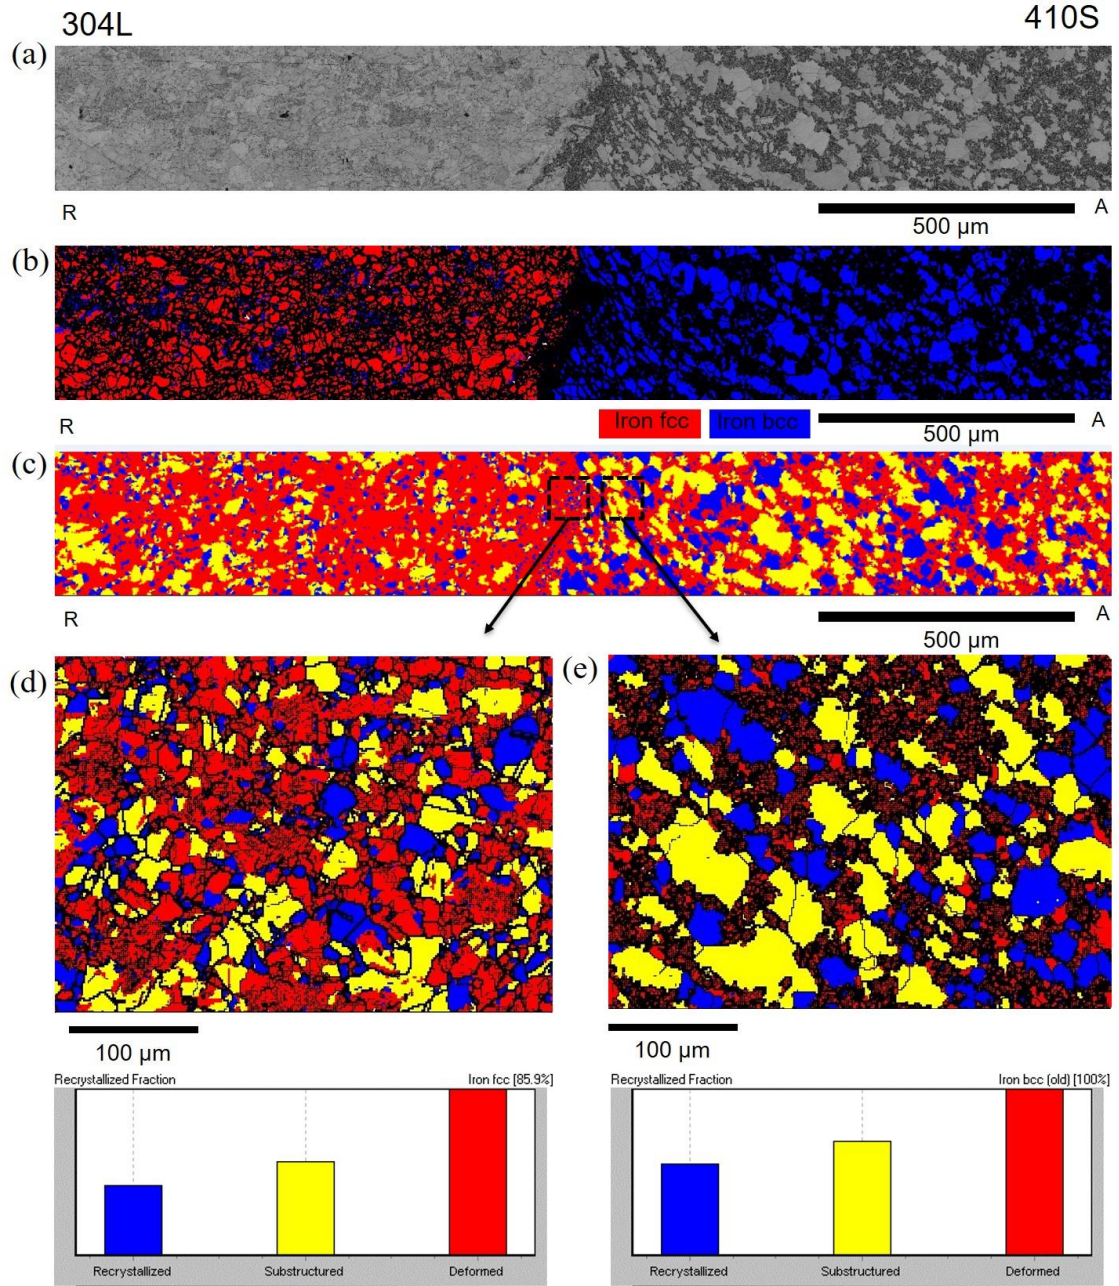 304L 410S
(a)
R A
500 µm
(b)
R Iron fcc Iron bcc A
500 µm
(c)
R A
500 µm
(d) (e)
100 µm 100 µm
Recrystallized Fraction Iron fcc [85.9%] Recrystallized Fraction Iron bcc (old) [100%]
Recrystallized Substructured Deformed Recrystallized Substructured Deformed